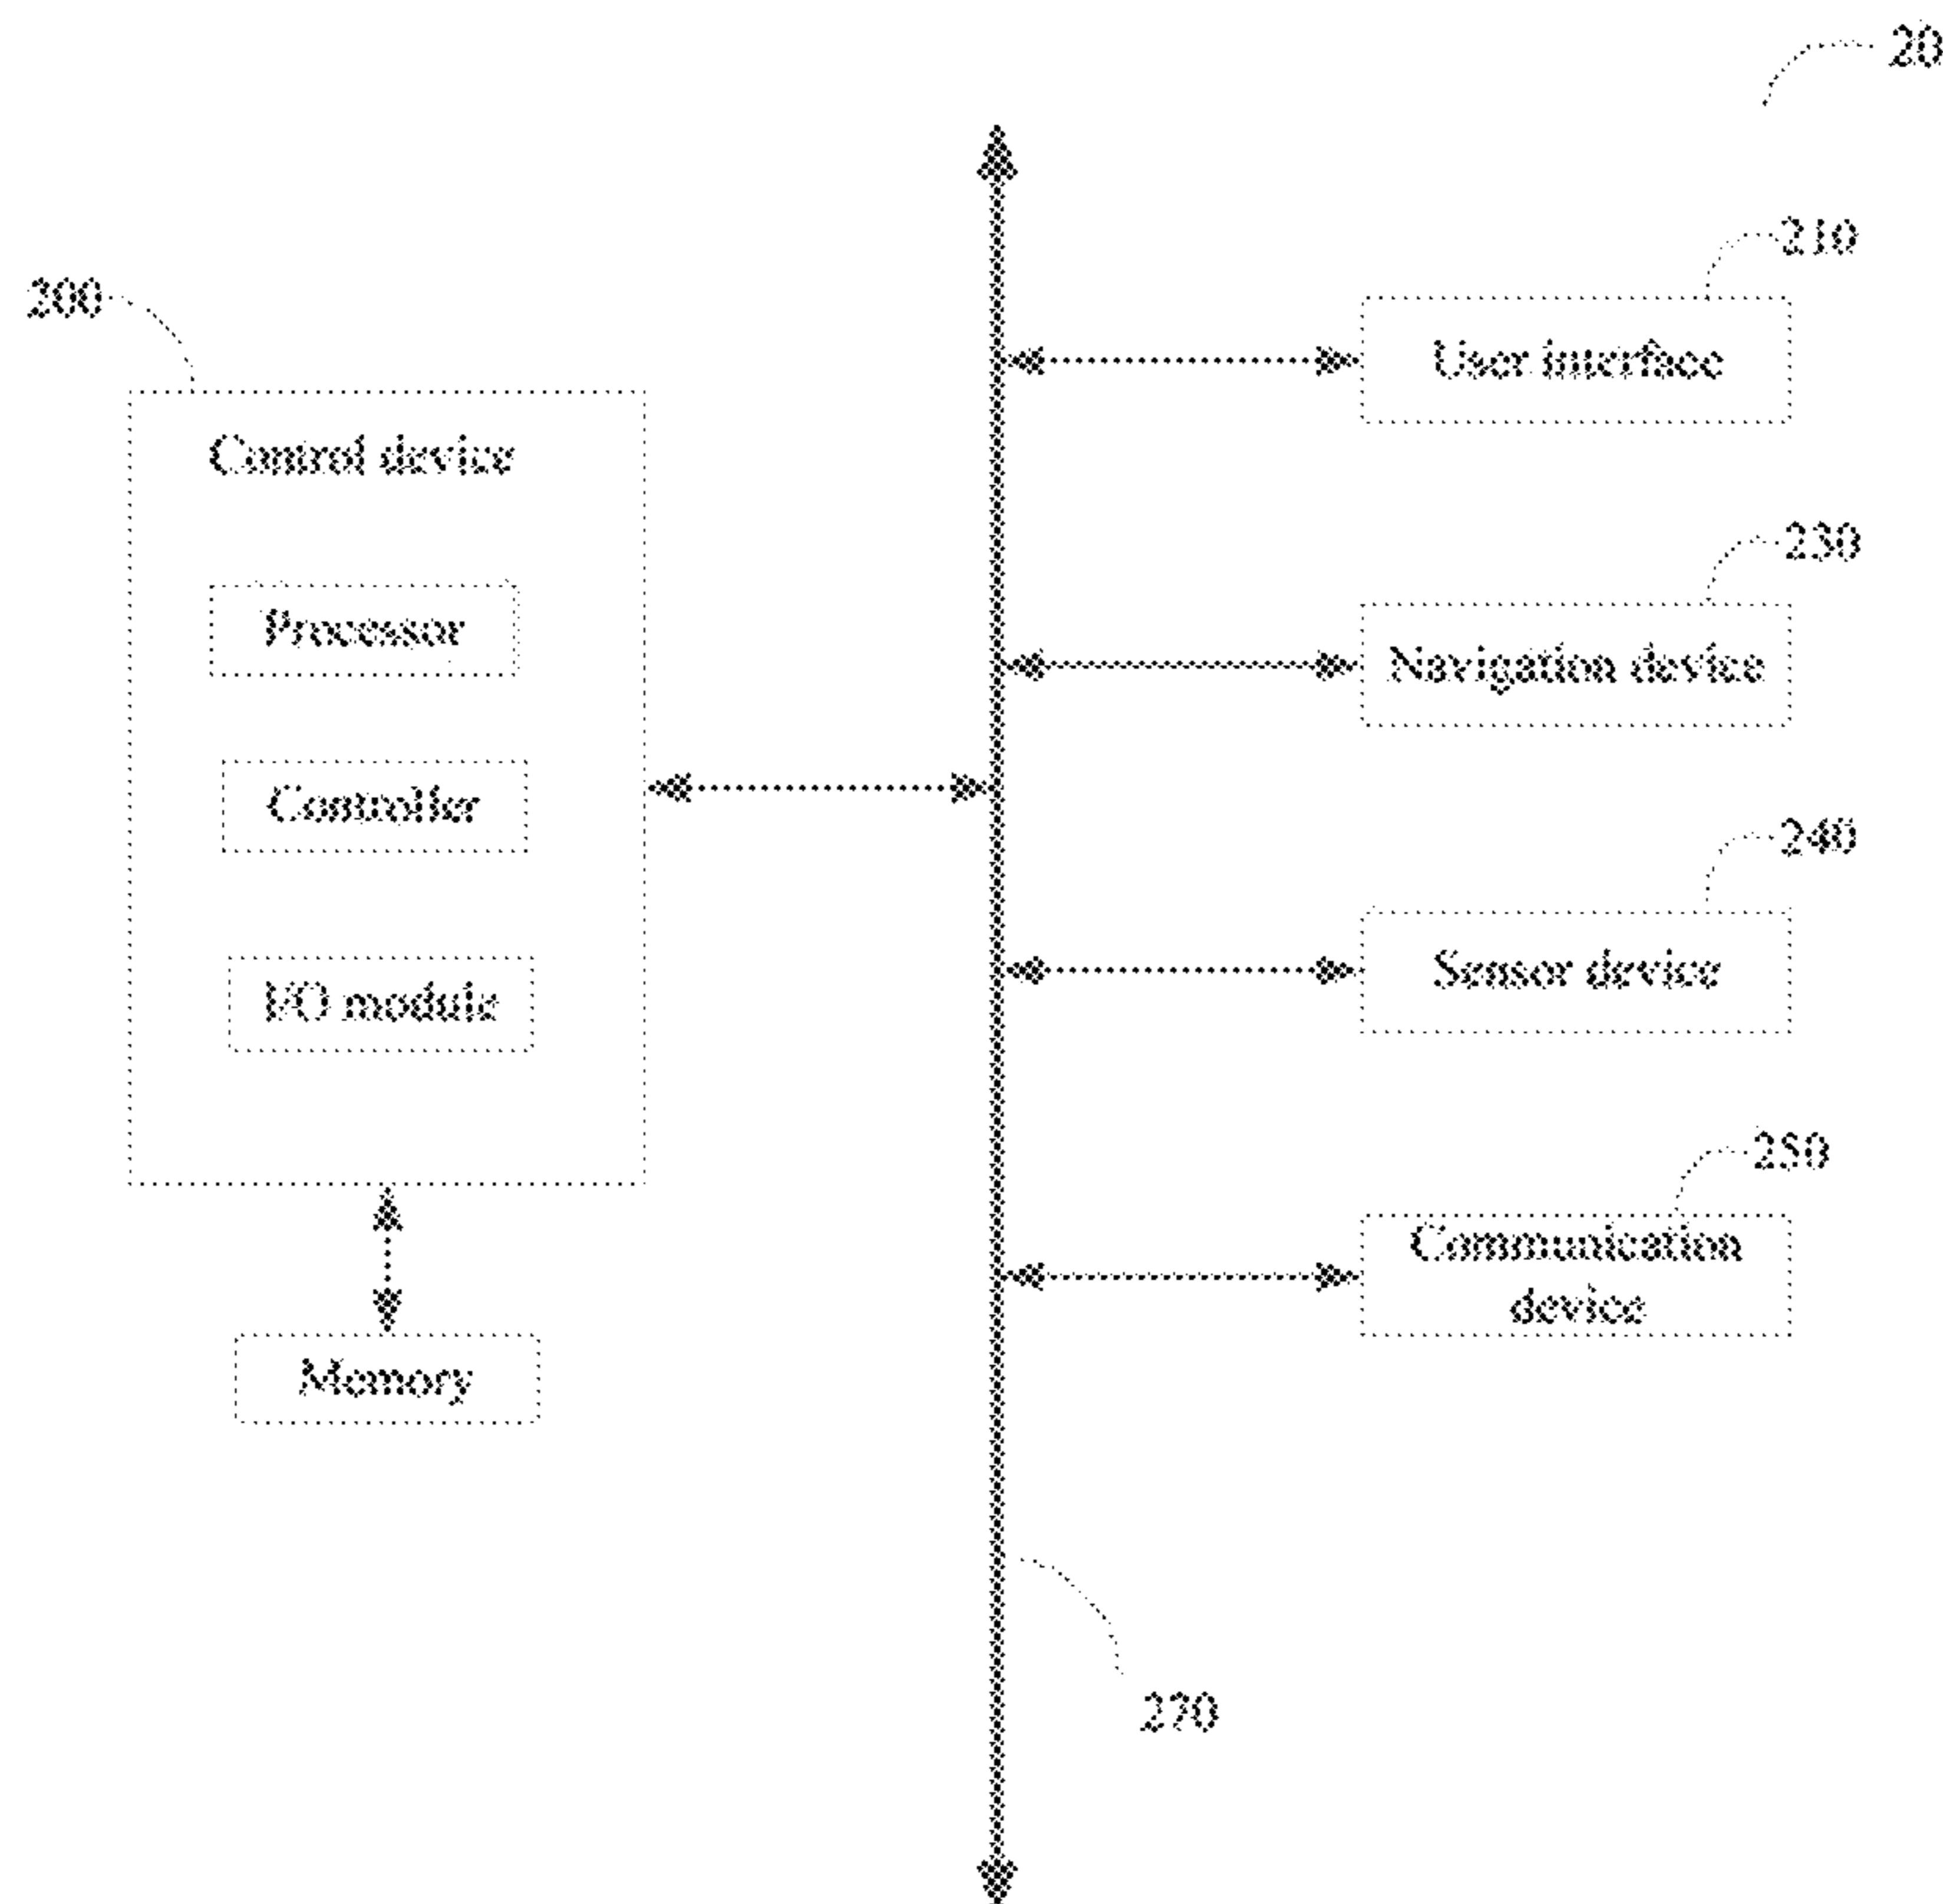 20
210
200
User interface
Control device
230
Processor
Navigation device
Controller
240
Sensor device
I/O module
250
Communication
device
Memory
270